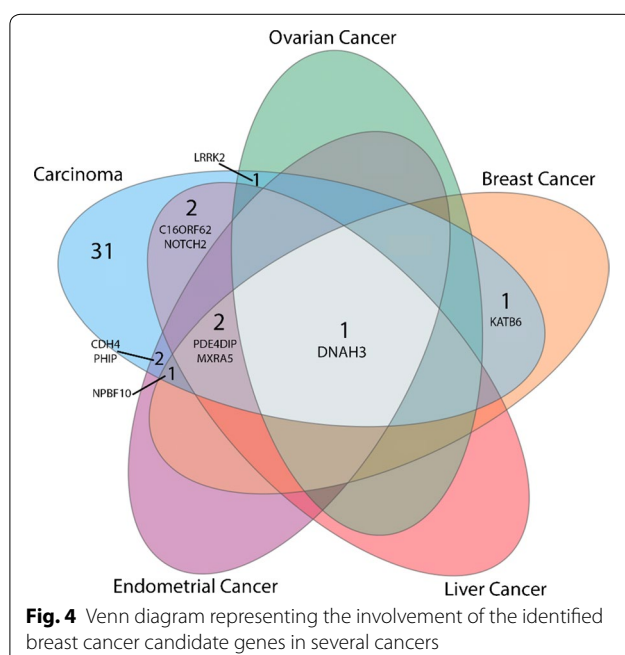 Ovarian Cancer
LRRK2
1
Carcinoma
Breast Cancer
2
C16ORF62
NOTCH2
31
1
KATB6
2
PDE4DIP
MXRA5
1
DNAH3
CDH4
PHIP
2
1
NPBF10
Endometrial Cancer
Liver Cancer
Fig. 4 Venn diagram representing the involvement of the identified
breast cancer candidate genes in several cancers